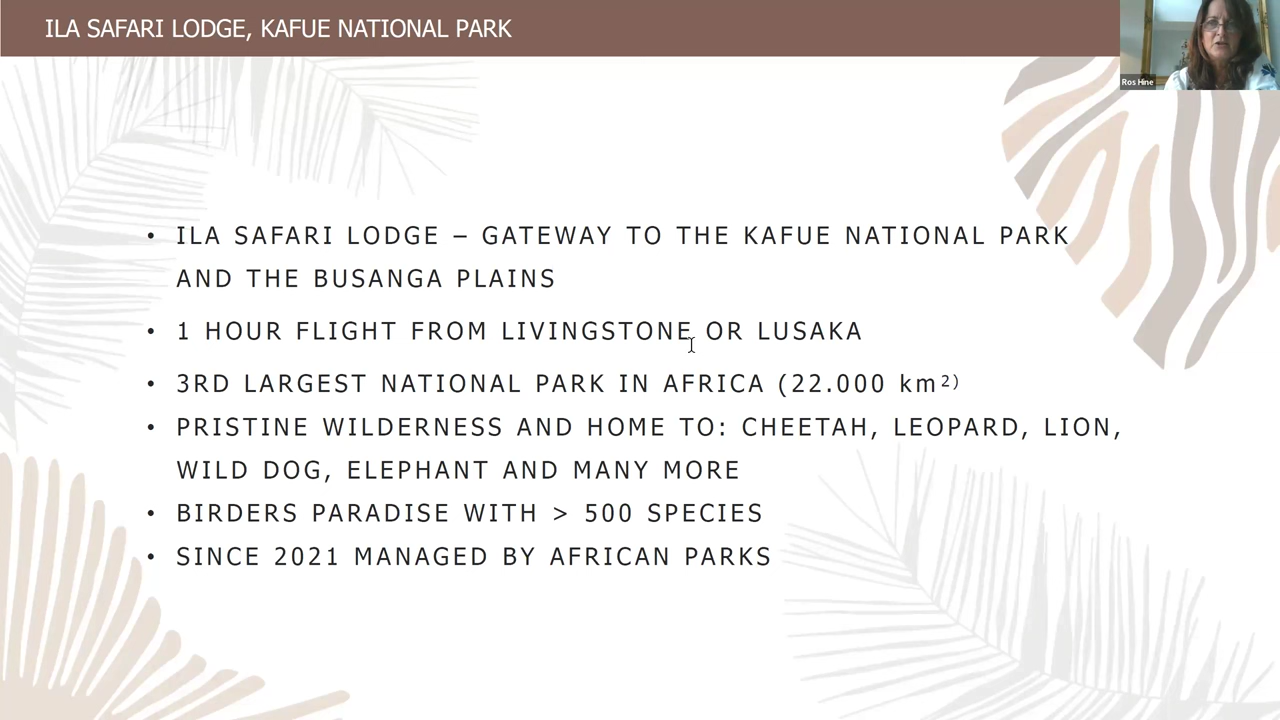 ILA SAFARI LODGE, KAFUE NATIONAL PARK
Ros Hine
• ILA SAFARI LODGE – GATEWAY TO THE KAFUE NATIONAL PARK
AND THE BUSANGA PLAINS
• 1 HOUR FLIGHT FROM LIVINGSTONE OR LUSAKA
• 3RD LARGEST NATIONAL PARK IN AFRICA (22.000 km²⁾
• PRISTINE WILDERNESS AND HOME TO: CHEETAH, LEOPARD, LION,
WILD DOG, ELEPHANT AND MANY MORE
• BIRDERS PARADISE WITH > 500 SPECIES
• SINCE 2021 MANAGED BY AFRICAN PARKS